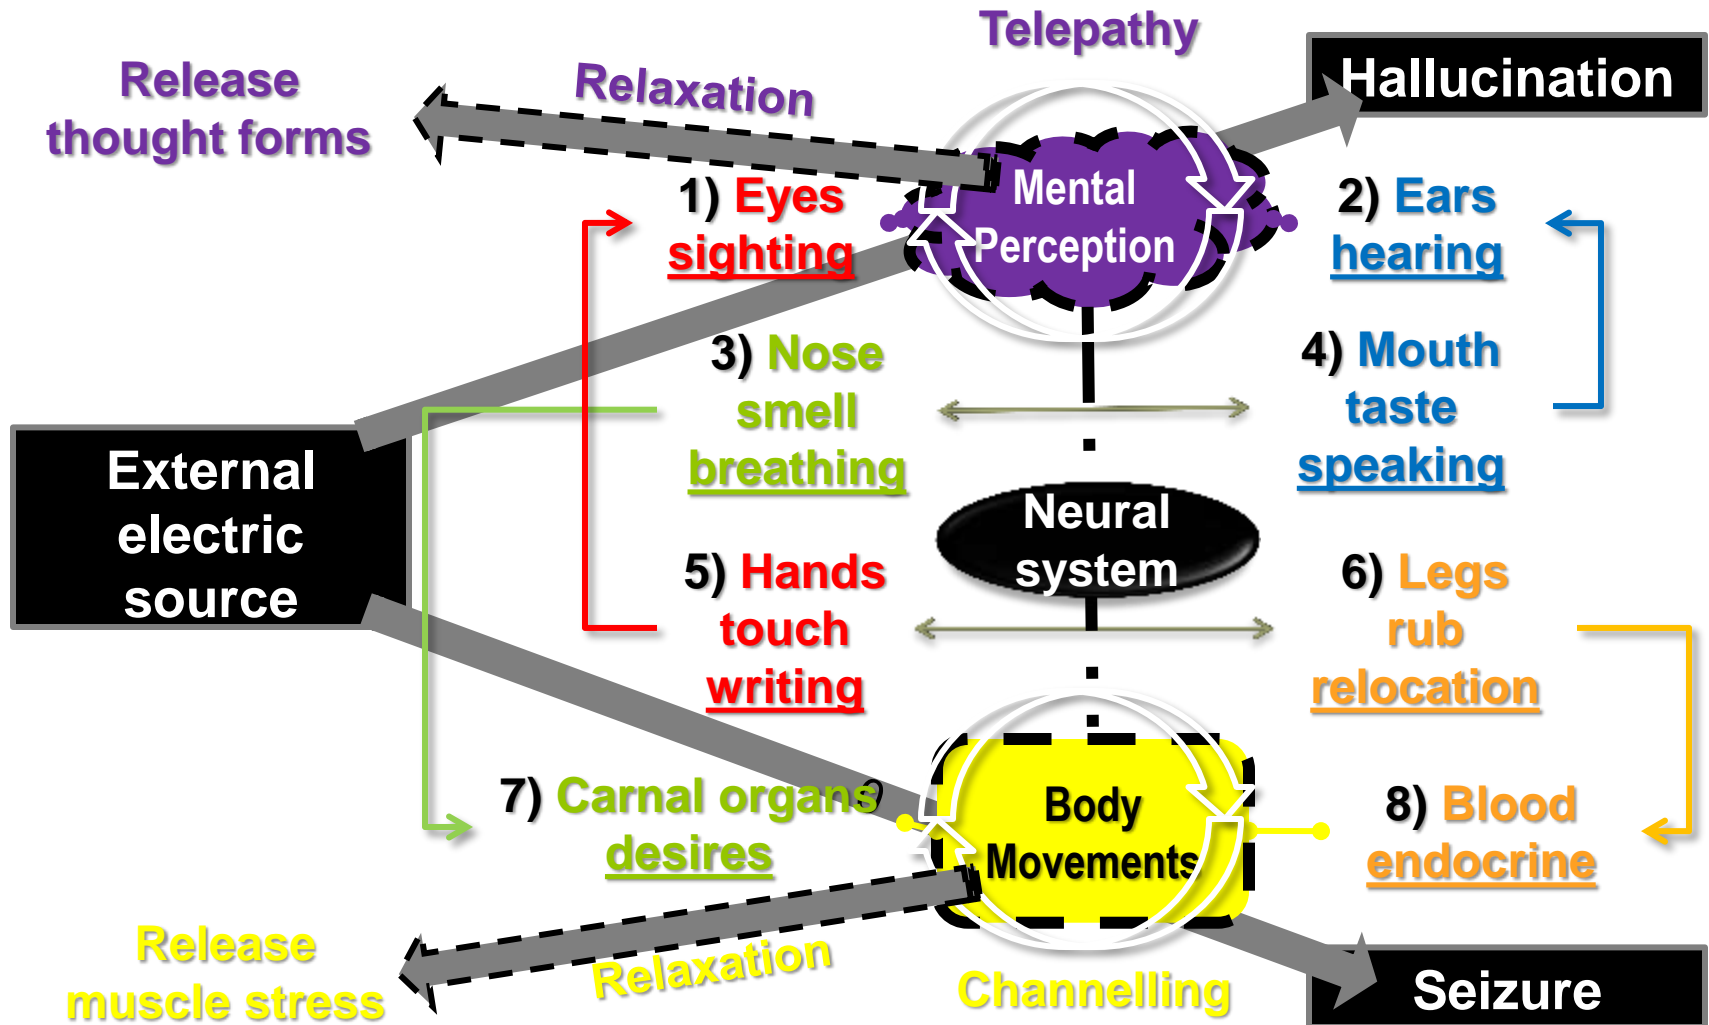 Telepathy
Release
thought forms
Relaxation
Hallucination
1) Eyes
sighting
Mental
Perception
2) Ears
hearing
3) Nose
smell
breathing
4) Mouth
taste
speaking
External
electric
source
Neural
system
5) Hands
touch
writing
6) Legs
rub
relocation
7) Carnal organs
desires
Body
Movements
8) Blood
endocrine
Release
muscle stress
Relaxation
Channelling
Seizure